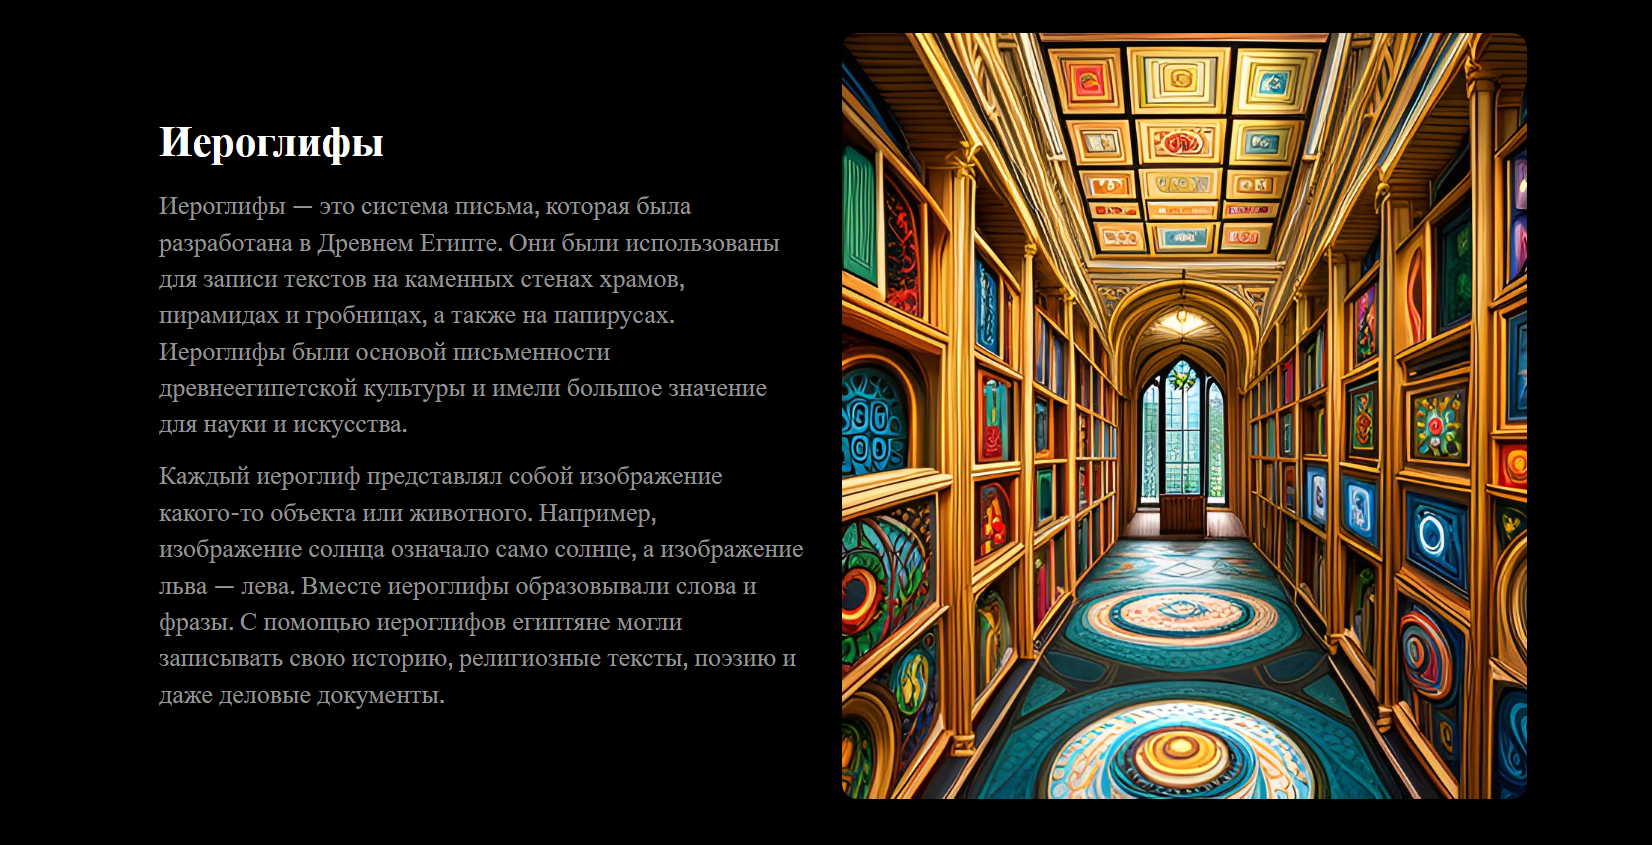 Иероглифы
Иероглифы — это система письма, которая была
разработана в Древнем Египте. Они были использованы
для записи текстов на каменных стенах храмов,
пирамидах и гробницах, а также на папирусах.
Иероглифы были основой письменности
древнеегипетской культуры и имели большое значение
для науки и искусства.
Каждый иероглиф представлял собой изображение
какого-то объекта или животного. Например,
изображение солнца означало само солнце, а изображение
льва — лева. Вместе иероглифы образовывали слова и
фразы. С помощью иероглифов египтяне могли
записывать свою историю, религиозные тексты, поэзию и
даже деловые документы.